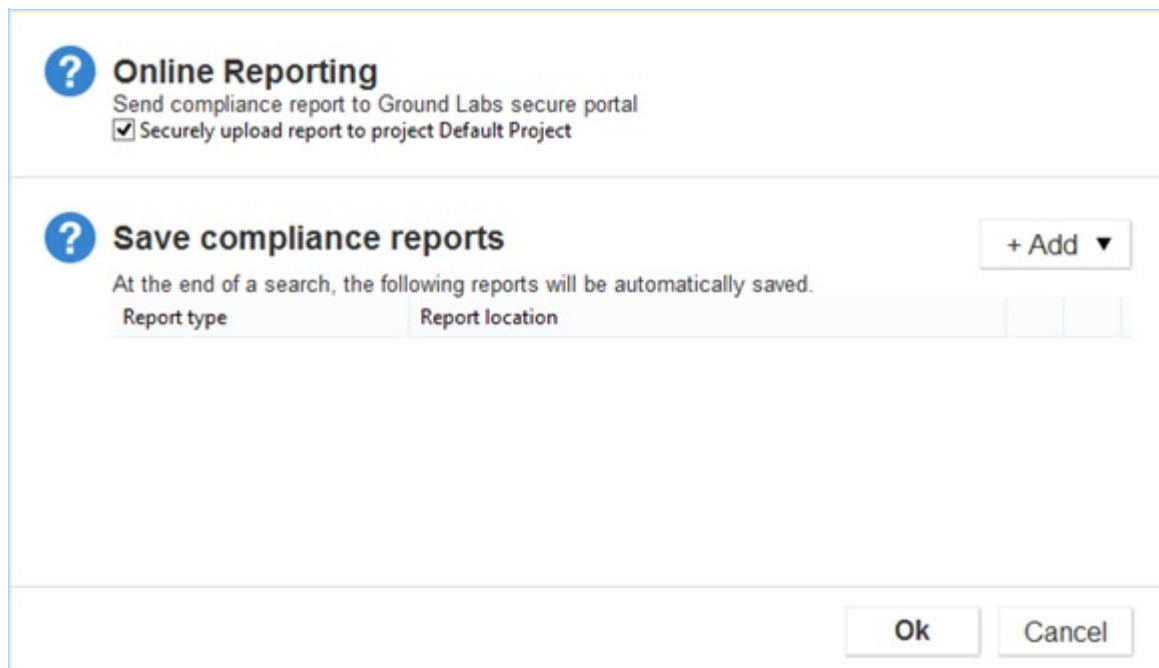 ?
Online Reporting
Send compliance report to Ground Labs secure portal
Securely upload report to project Default Project
?
Save compliance reports
+ Add ▼
At the end of a search, the following reports will be automatically saved.
Report type Report location
Ok Cancel